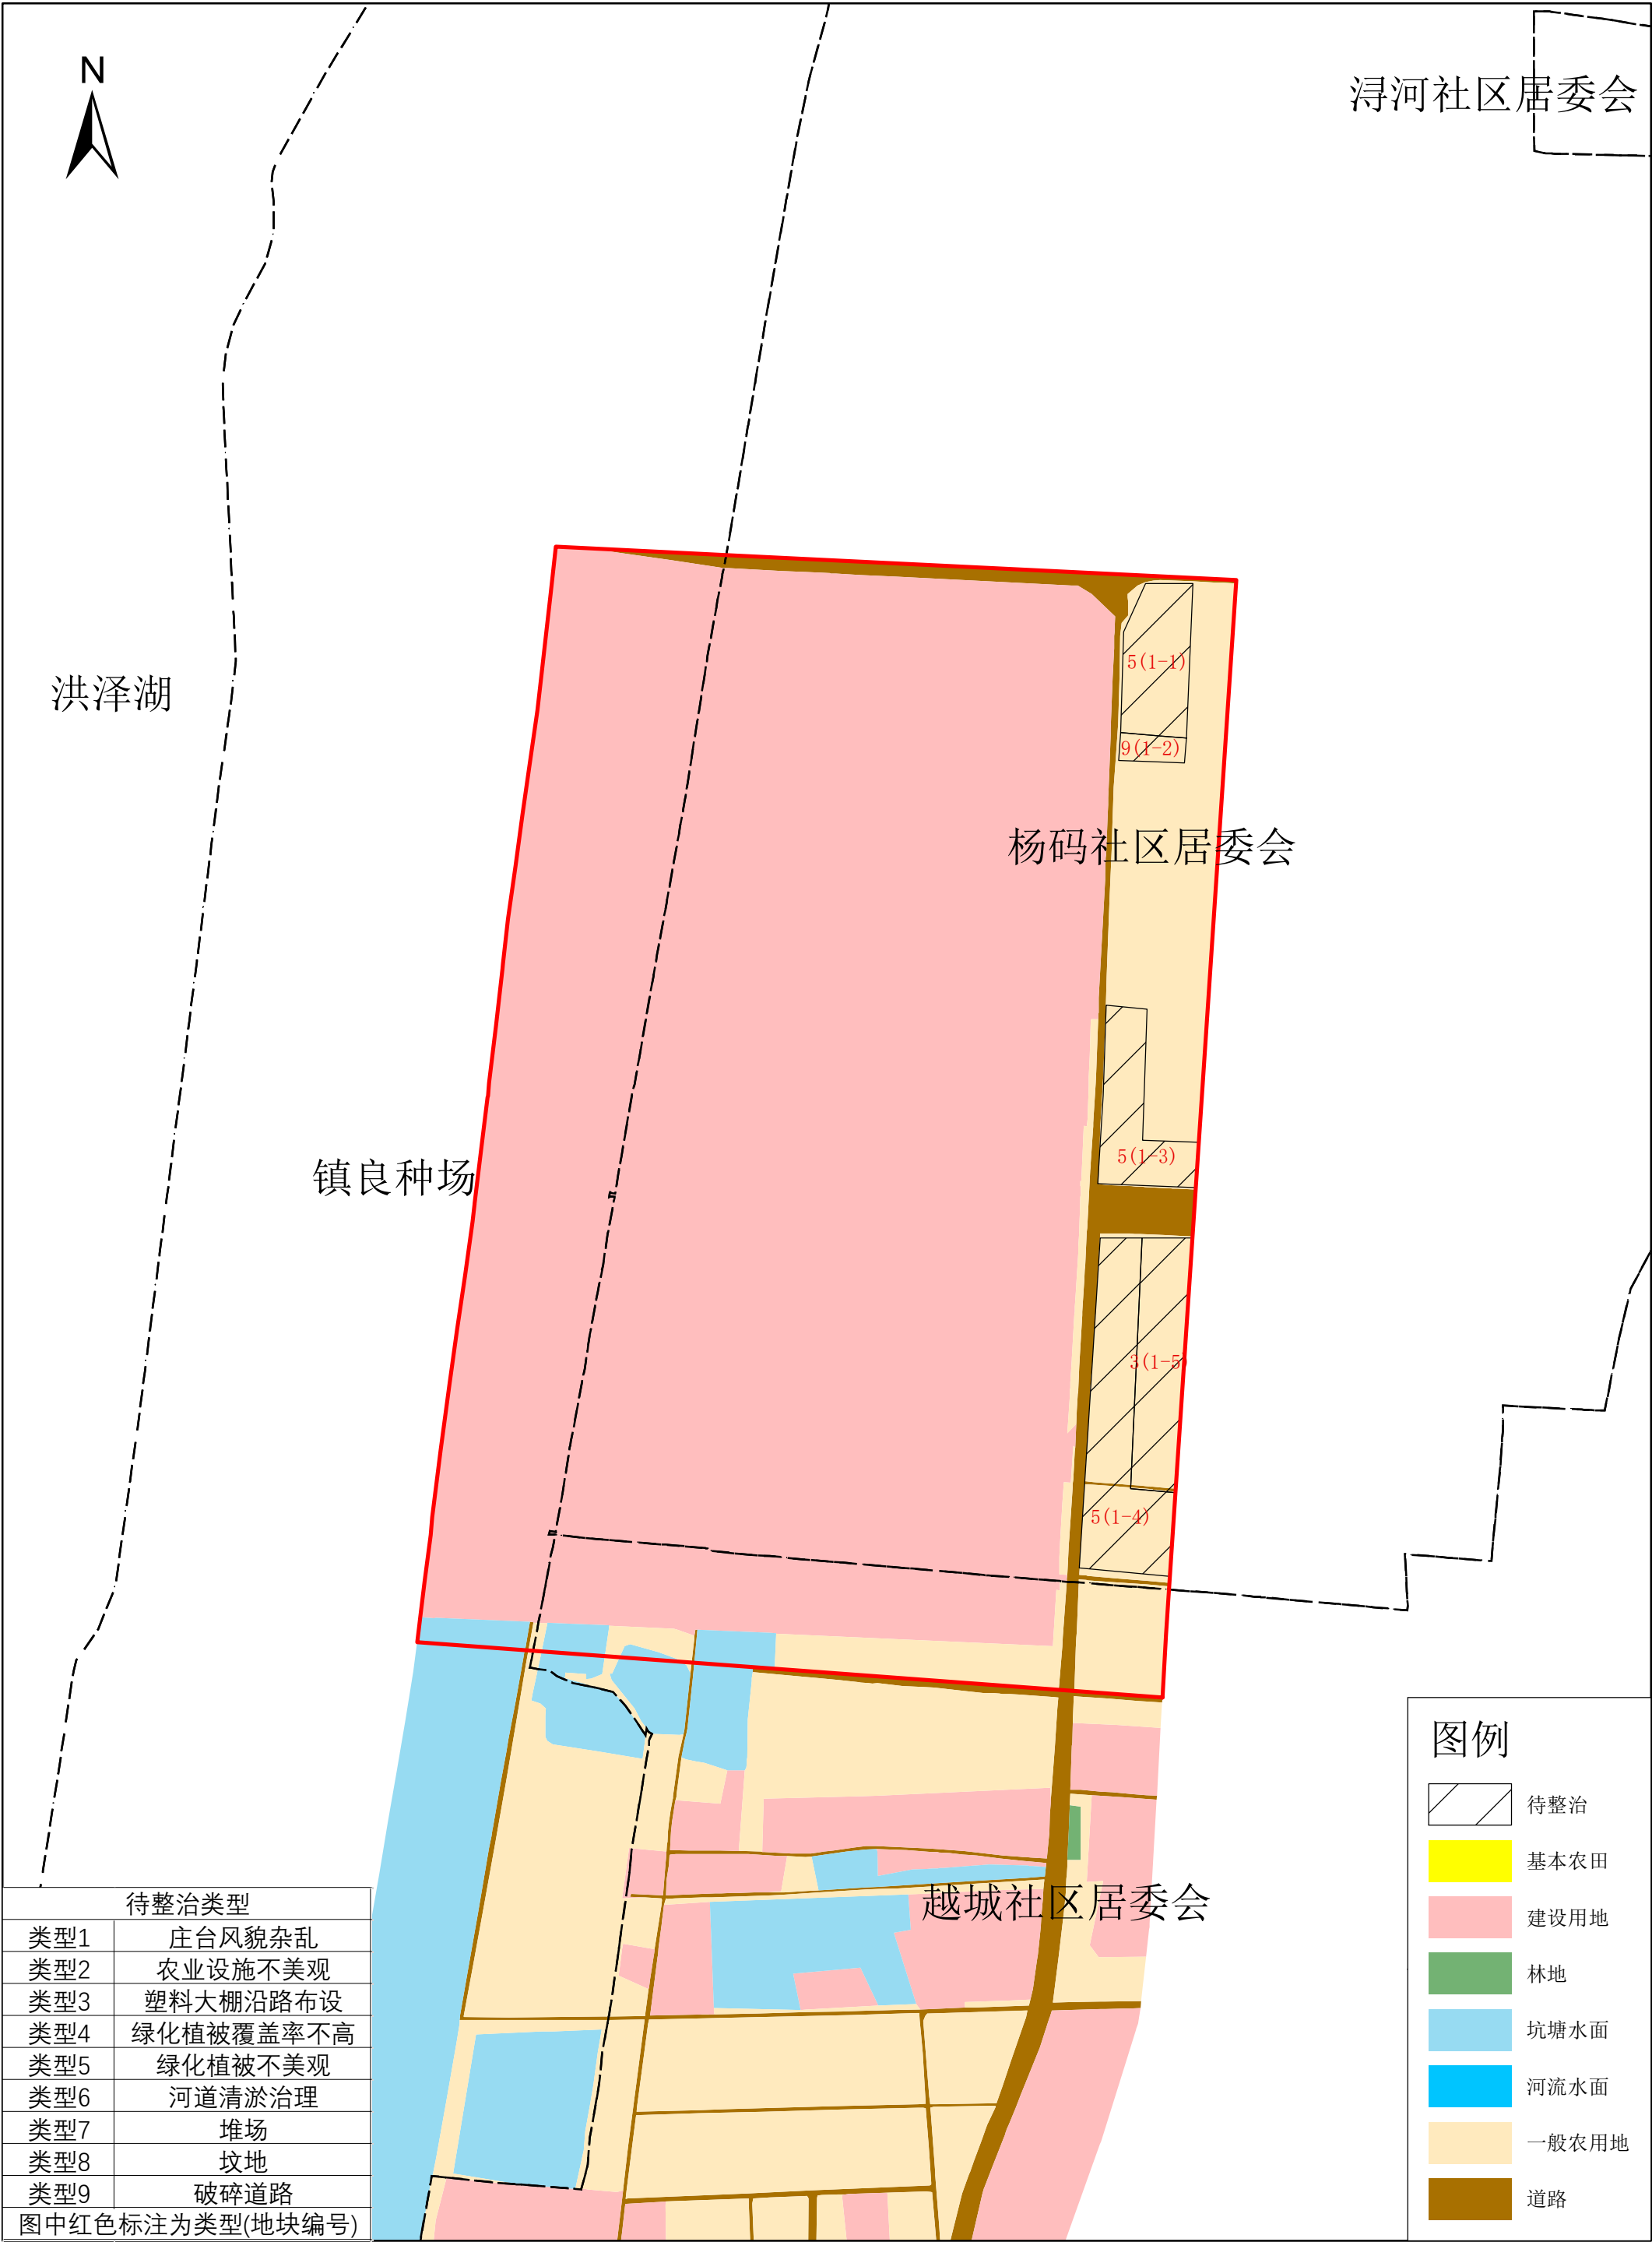 N
浔河社区居委会
洪泽湖
5(1-1)
9(1-2)
杨码社区居委会
5(1-3)
镇良种场
3(1-5)
5(1-4)
越城社区居委会
待整治类型
类型1 庄台风貌杂乱
类型2 农业设施不美观
类型3 塑料大棚沿路布设
类型4 绿化植被覆盖率不高
类型5 绿化植被不美观
类型6 河道清淤治理
类型7 堆场
类型8 坟地
类型9 破碎道路
图中红色标注为类型(地块编号)
图例
待整治
基本农田
建设用地
林地
坑塘水面
河流水面
一般农用地
道路